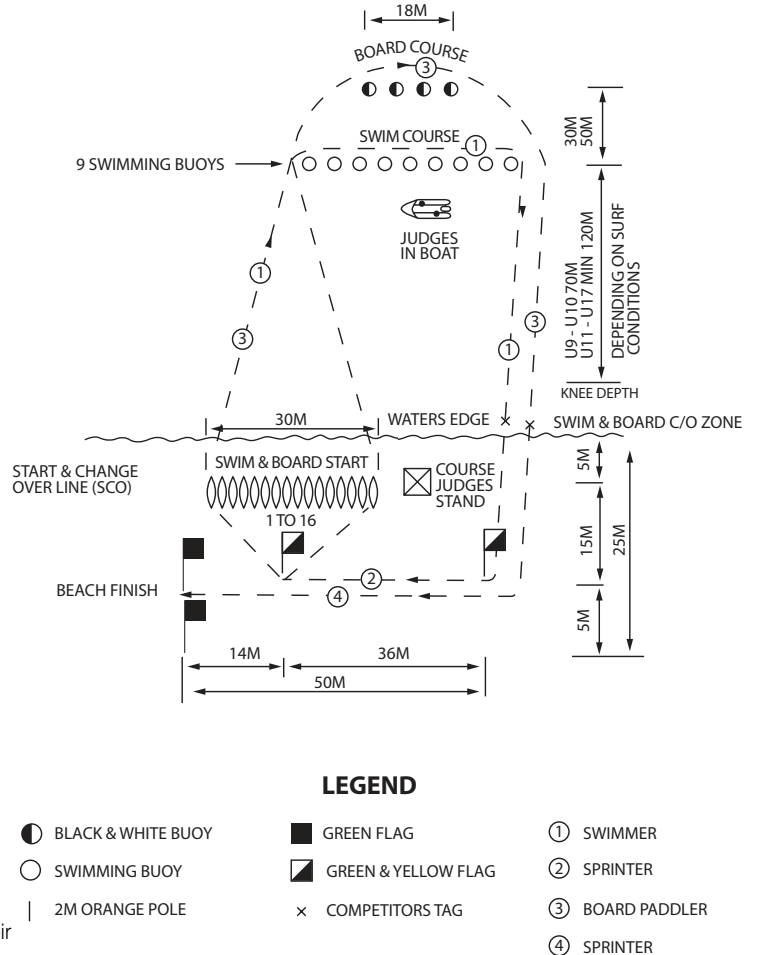 18M
BOARD COURSE
3
30M
50M
SWIM COURSE
1
9 SWIMMING BUOYS
JUDGES
IN BOAT
1
3
3
1
U9 - U10 70M
U11 - U17 MIN 120M
DEPENDING ON SURF
CONDITIONS
KNEE DEPTH
30M
WATERS EDGE
SWIM & BOARD C/O ZONE
START & CHANGE
OVER LINE (SCO)
SWIM & BOARD START
COURSE
JUDGES
STAND
5M
1 TO 16
15M
25M
BEACH FINISH
2
4
5M
14M
36M
50M
LEGEND
BLACK & WHITE BUOY
GREEN FLAG
1 SWIMMER
SWIMMING BUOY
GREEN & YELLOW FLAG
2 SPRINTER
2M ORANGE POLE
x COMPETITORS TAG
3 BOARD PADDLER
ir
4 SPRINTER